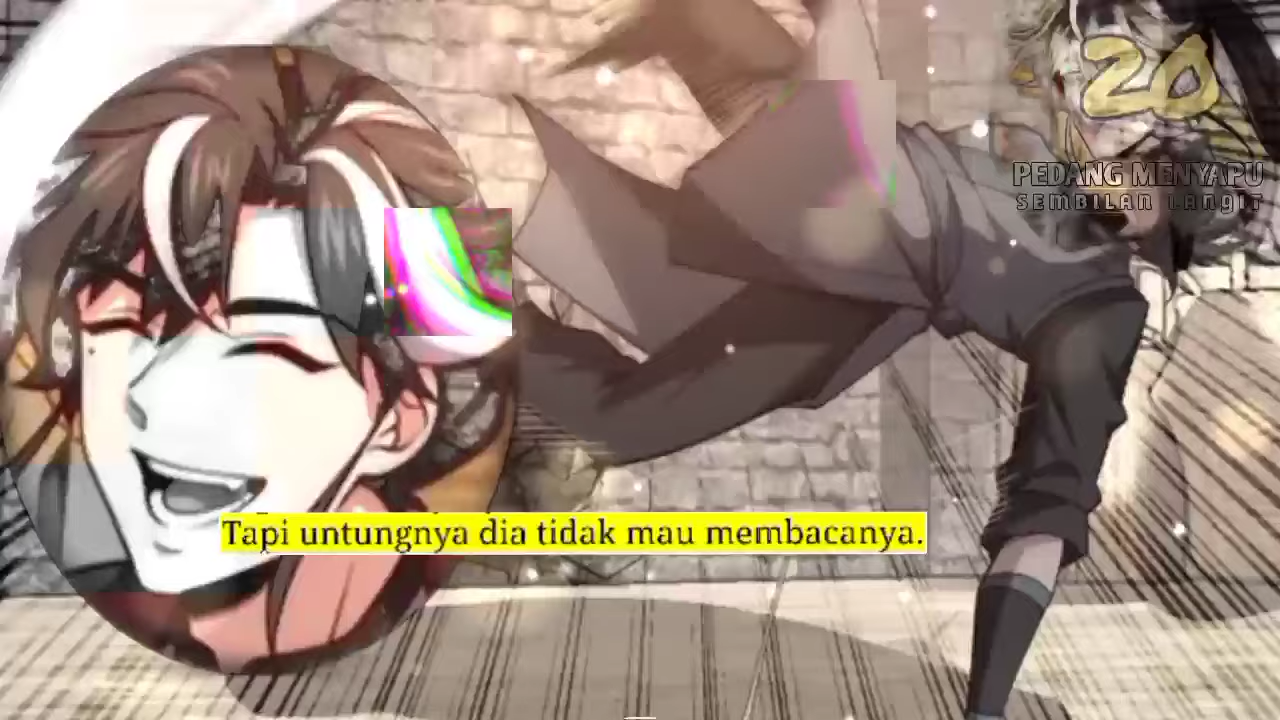 20
PEDANG MENYAPU
SEMBILAN LANGIT
Tapi untungnya dia tidak mau membacanya.